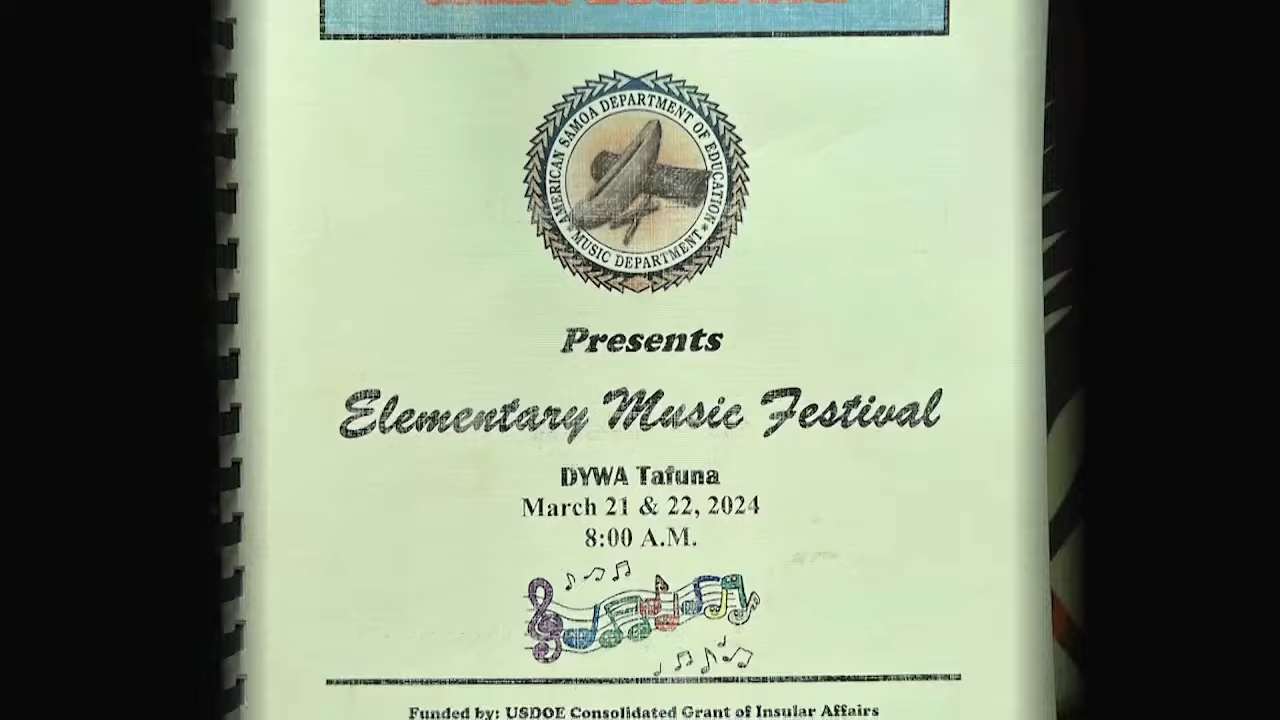 AMERICAN SAMOA DEPARTMENT OF EDUCATION
MUSIC DEPARTMENT
Presents
Elementary Music Festival
DYWA Tafuna
March 21 & 22, 2024
8:00 A.M.
Funded by: USDOE Consolidated Grant of Insular Affairs